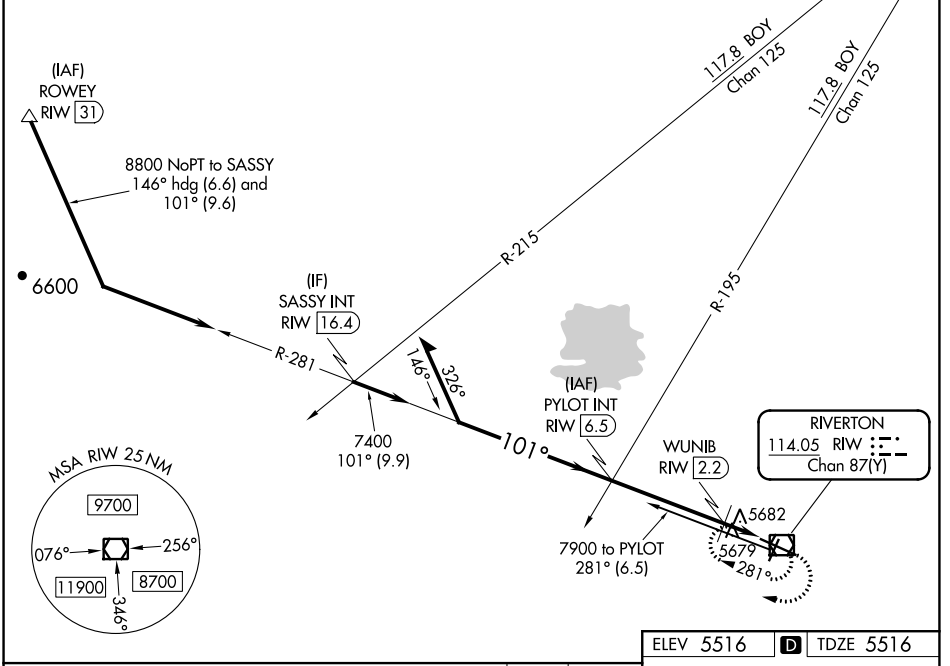 117.8 BOY
Chan 125
117.8 BOY
Chan 125
(IAF)
ROWEY
RIW 31
8800 NoPT to SASSY
146° hdg (6.6) and
101° (9.6)
6600
R-215
R-195
(IF)
SASSY INT
RIW 16.4
R-281
146°
326°
7400
101° (9.9)
(IAF)
PYLOT INT
RIW 6.5
101°
WUNIB
RIW 2.2
RIVERTON
114.05 RIW
Chan 87(Y)
5682
5679
281°
7900 to PYLOT
281° (6.5)
MSA RIW 25 NM
9700
076°
256°
11900
8700
346°
ELEV 5516 D TDZE 5516